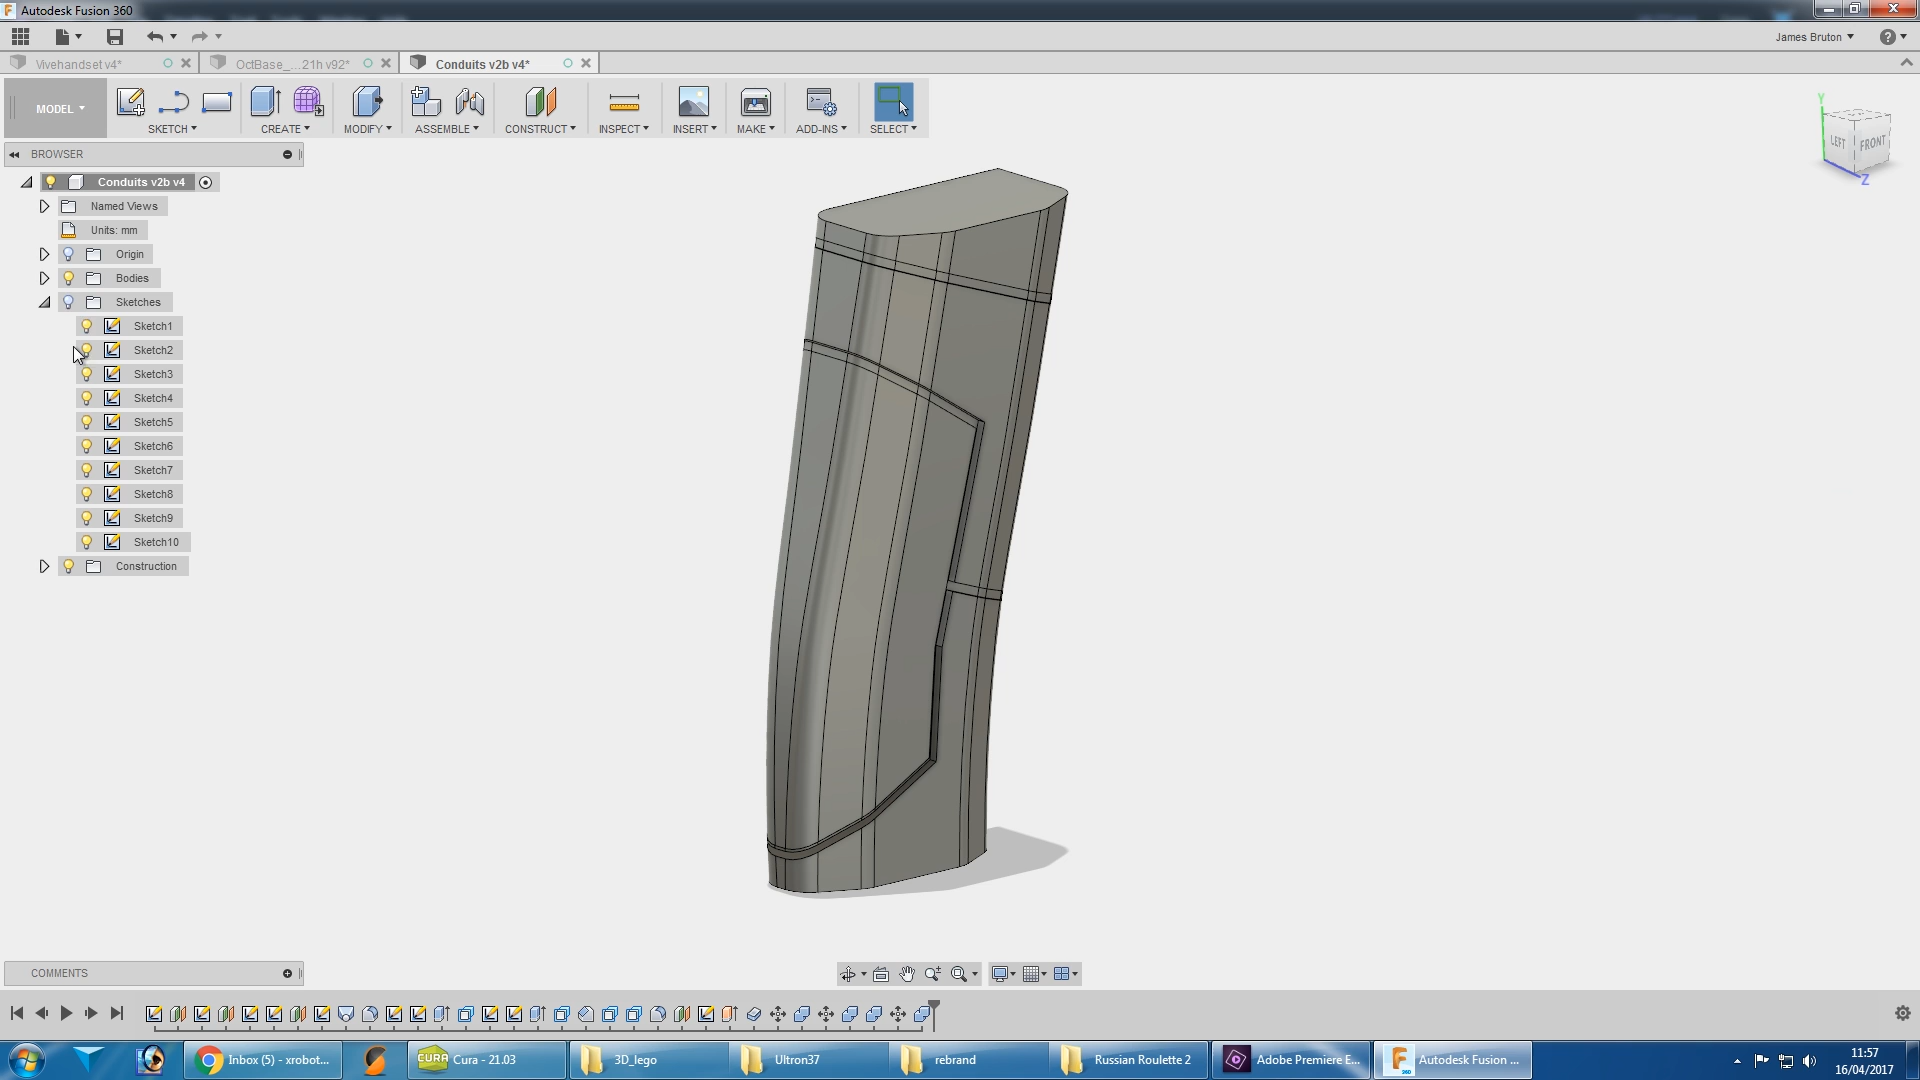 Autodesk Fusion 360
James Bruton
Vivehandset v4*
OctBase_...21h v92*
Conduits v2b v4*
MODEL
SKETCH
CREATE
MODIFY
ASSEMBLE
CONSTRUCT
INSPECT
INSERT
MAKE
ADD-INS
SELECT
Y
LEFT
FRONT
Z
BROWSER
Conduits v2b v4
Named Views
Units: mm
Origin
Bodies
Sketches
Sketch1
Sketch2
Sketch3
Sketch4
Sketch5
Sketch6
Sketch7
Sketch8
Sketch9
Sketch10
Construction
COMMENTS
Inbox (5) - xrobot...
CURA
Cura - 21.03
3D_lego
Ultron37
rebrand
Russian Roulette 2
Adobe Premiere E...
Autodesk Fusion ...
11:57
16/04/2017